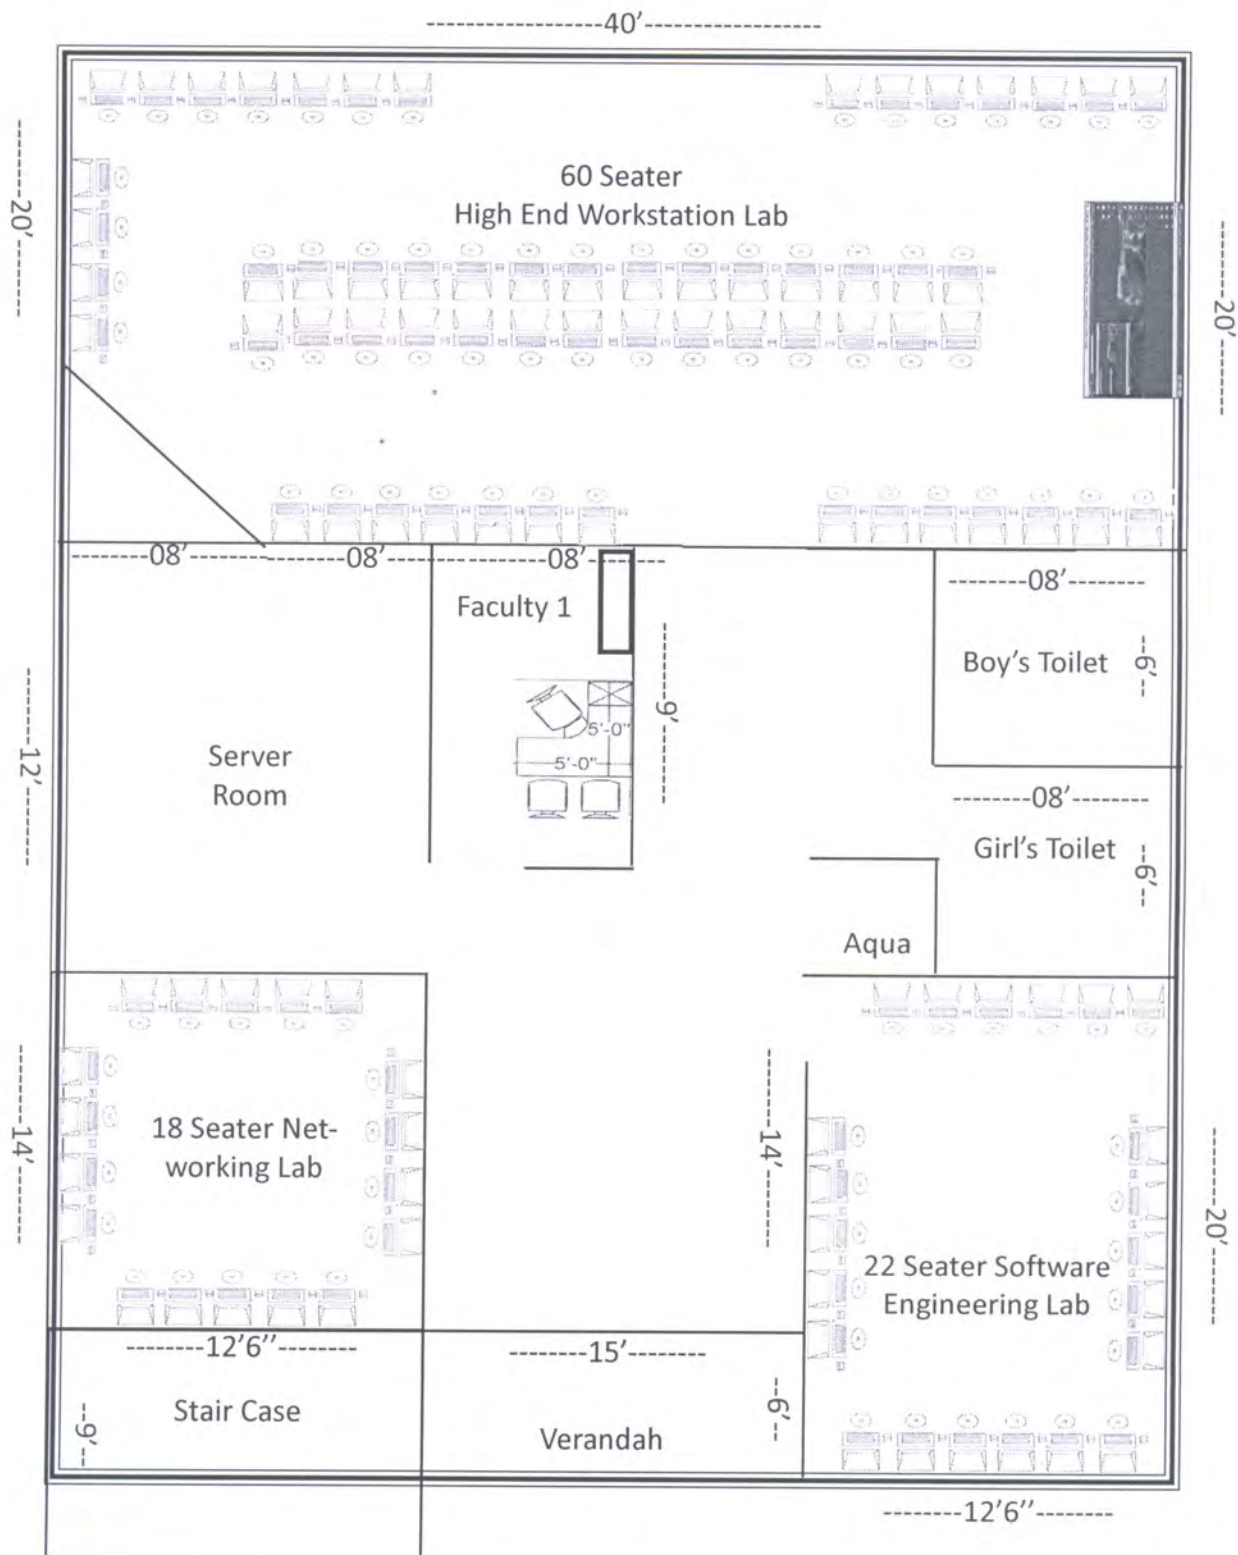 40'
20'
60 Seater
High End Workstation Lab
20'
08'
08'
08'
08'
Faculty 1
Boy's Toilet
6'
9'
5'-0"
5'-0"
12'
Server
Room
08'
Girl's Toilet
6'
Aqua
14'
18 Seater Net-
working Lab
14'
20'
22 Seater Software
Engineering Lab
12'6''
15'
Stair Case
9'
Verandah
6'
12'6''